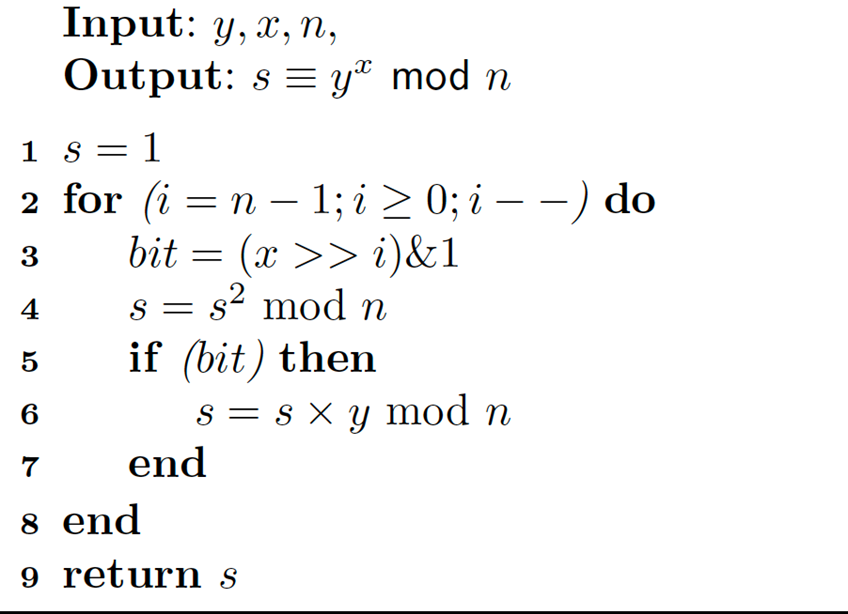 Input: y, x, n,
Output: s ≡ y^x mod n
1 s = 1
2 for (i = n − 1; i ≥ 0; i − −) do
3 bit = (x >> i)&1
4 s = s² mod n
5 if (bit) then
6 s = s × y mod n
7 end
8 end
9 return s